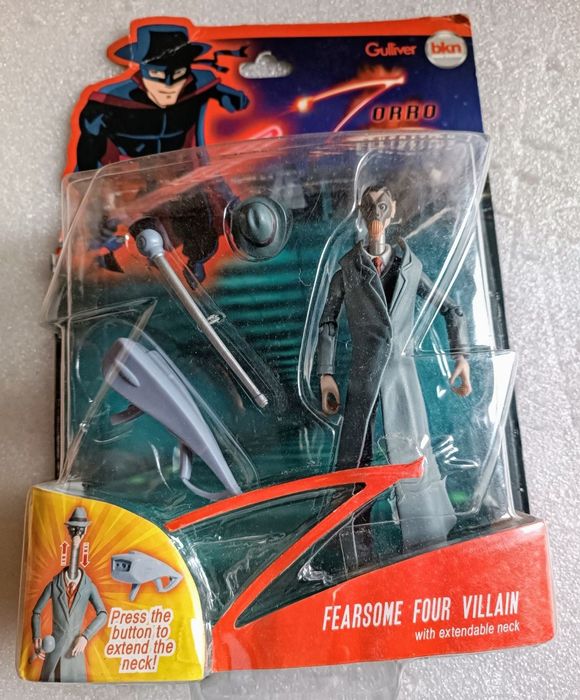 Gulliver
bkn
ZORRO
Press the
button to
extend the
neck!
FEARSOME FOUR VILLAIN
with extendable neck